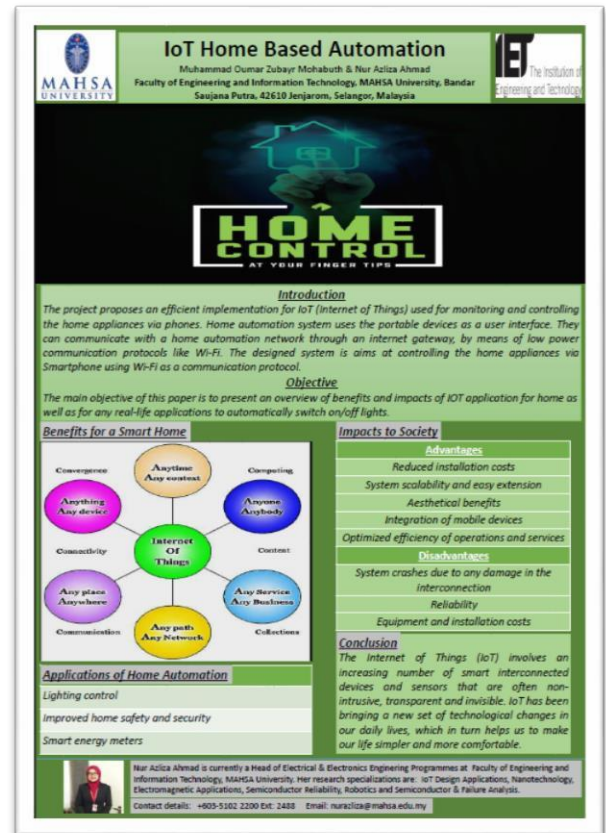 MAHSA
UNIVERSITY
IoT Home Based Automation
Muhammad Oumar Zubayr Mohabuth & Nur Azliza Ahmad
Faculty of Engineering and Information Technology, MAHSA University, Bandar
Saujana Putra, 42610 Jenjarom, Selangor, Malaysia
IET
The Institution of
Engineering and Technology
HOME
CONTROL
AT YOUR FINGER TIPS
Introduction
The project proposes an efficient implementation for IoT (Internet of Things) used for monitoring and controlling
the home appliances via phones. Home automation system uses the portable devices as a user interface. They
can communicate with a home automation network through an internet gateway, by means of low power
communication protocols like Wi-Fi. The designed system is aims at controlling the home appliances via
Smartphone using Wi-Fi as a communication protocol.
Objective
The main objective of this paper is to present an overview of benefits and impacts of IOT application for home as
well as for any real-life applications to automatically switch on/off lights.
Benefits for a Smart Home
Convergence
Anytime
Any context
Computing
Anything
Any device
Anyone
Anybody
Connectivity
Internet
Of
Things
Content
Any place
Anywhere
Any Service
Any Business
Communication
Any path
Any Network
Collections
Applications of Home Automation
Lighting control
Improved home safety and security
Smart energy meters
Impacts to Society
Advantages
Reduced installation costs
System scalability and easy extension
Aesthetical benefits
Integration of mobile devices
Optimized efficiency of operations and services
Disadvantages
System crashes due to any damage in the
interconnection
Reliability
Equipment and installation costs
Conclusion
The Internet of Things (IoT) involves an
increasing number of smart interconnected
devices and sensors that are often non-
intrusive, transparent and invisible. IoT has been
bringing a new set of technological changes in
our daily lives, which in turn helps us to make
our life simpler and more comfortable.
Nur Azliza Ahmad is currently a Head of Electrical & Electronics Engineering Programmes at Faculty of Engineering and
Information Technology, MAHSA University. Her research specializations are: IoT Design Applications, Nanotechnology,
Electromagnetic Applications, Semiconductor Reliability, Robotics and Semiconductor & Failure Analysis.
Contact details: +603-5102 2200 Ext: 2488 Email: nurazliza@mahsa.edu.my